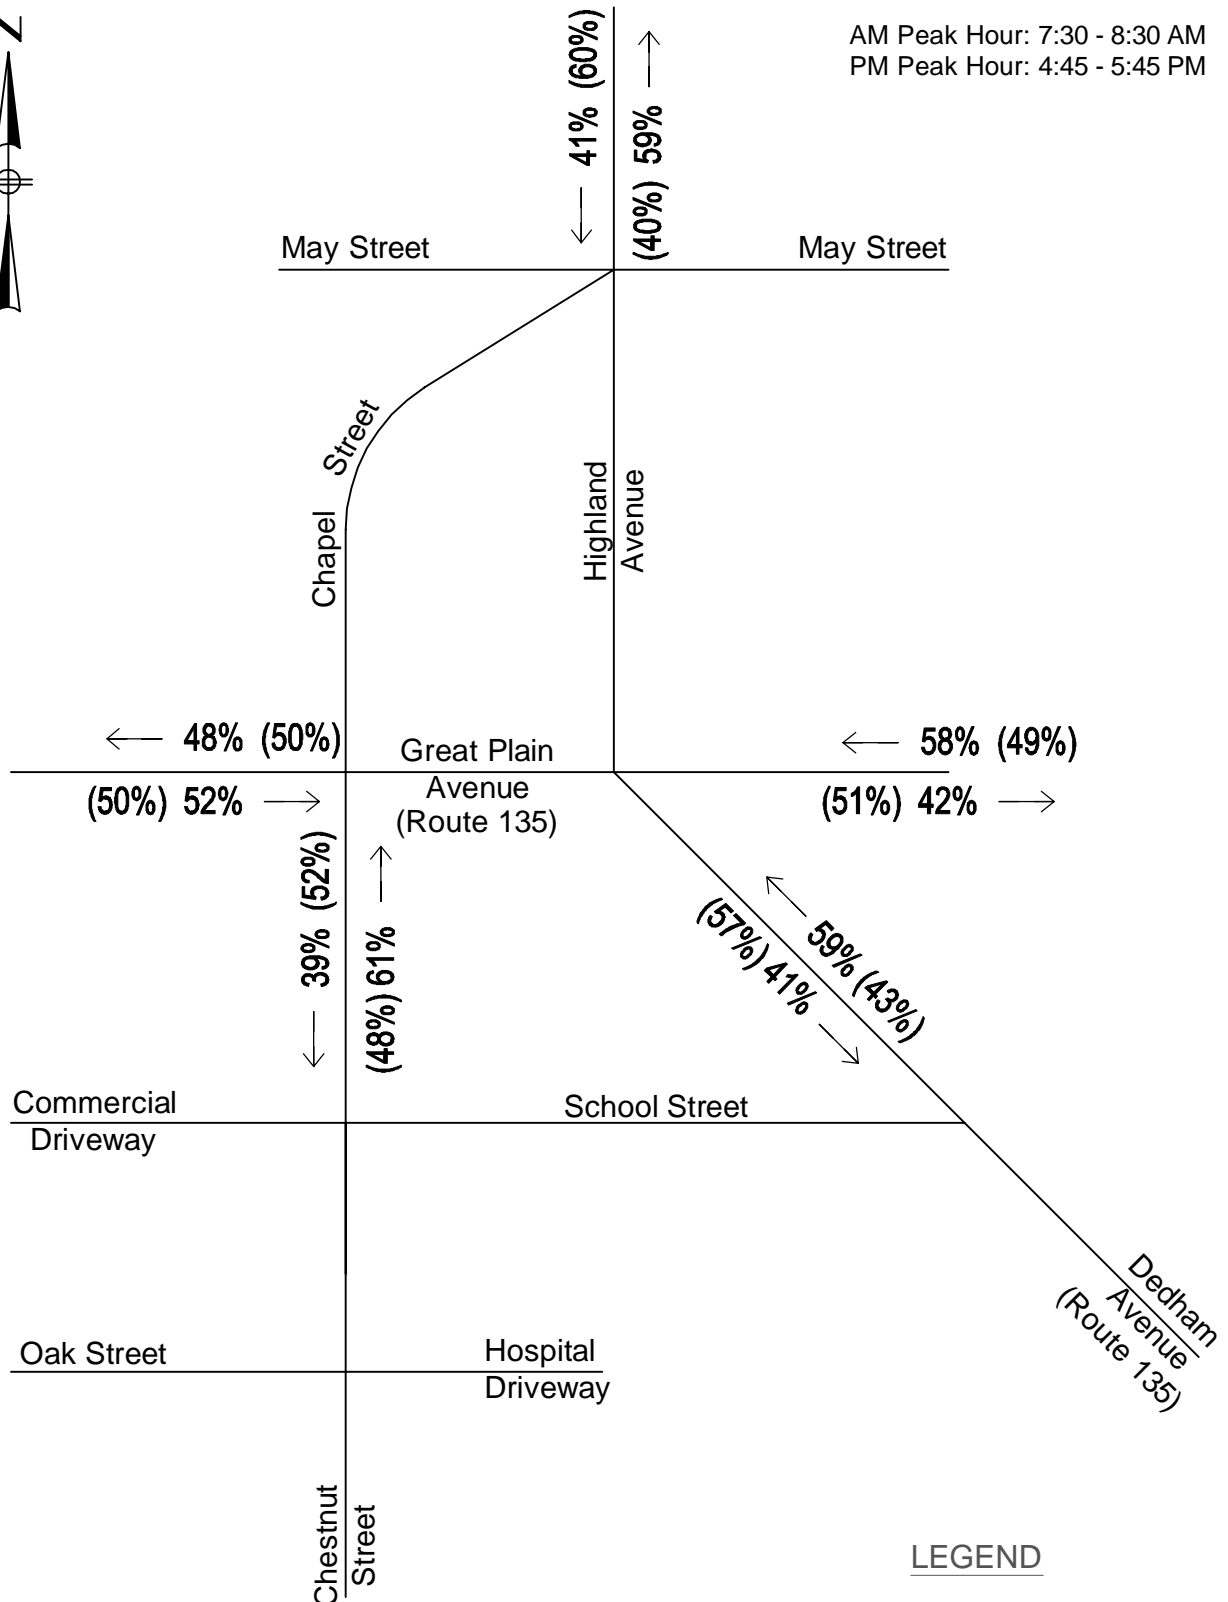 N
AM Peak Hour: 7:30 - 8:30 AM
PM Peak Hour: 4:45 - 5:45 PM
41% (60%)
(40%) 59%
May Street
May Street
Chapel Street
Highland
Avenue
48% (50%)
(50%) 52%
Great Plain
Avenue
(Route 135)
58% (49%)
(51%) 42%
39% (52%)
(48%) 61%
59% (43%)
(57%) 41%
Commercial
Driveway
School Street
Dedham
Avenue
(Route 135)
Oak Street
Hospital
Driveway
Chestnut
Street
LEGEND